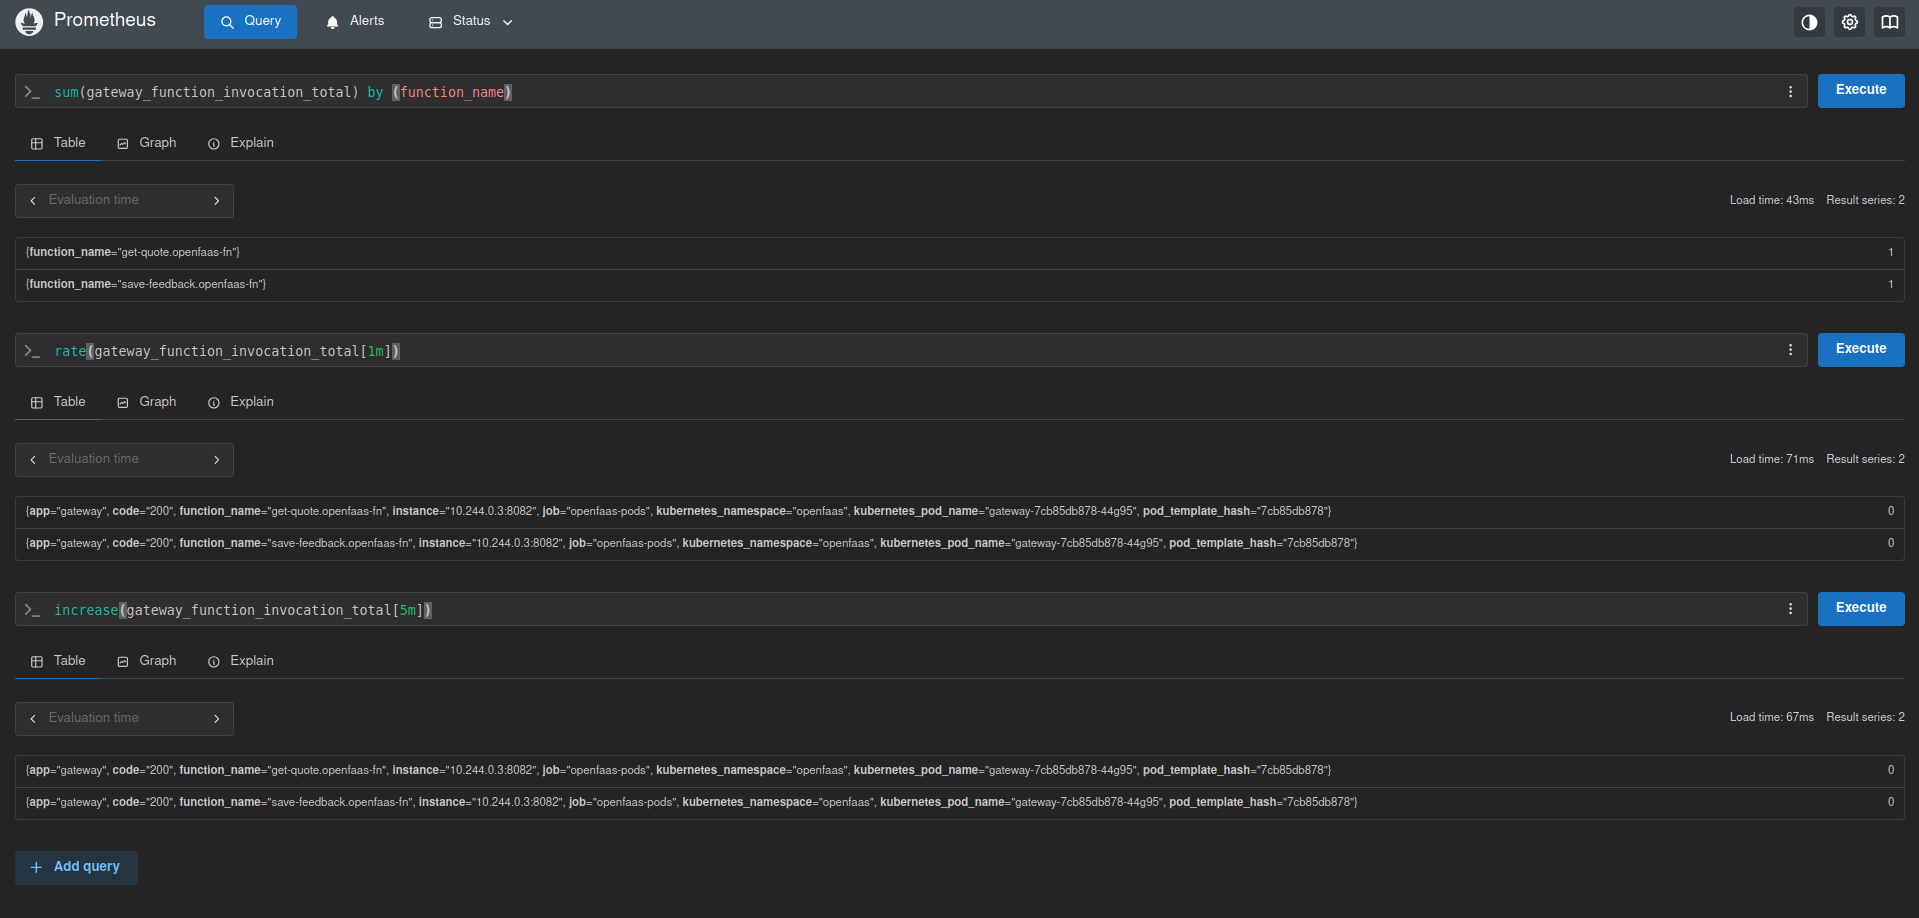 Prometheus Query Alerts Status
sum(gateway_function_invocation_total) by (function_name)
Execute
Table Graph Explain
Evaluation time
Load time: 43ms Result series: 2
{function_name="get-quote.openfaas-fn"} 1
{function_name="save-feedback.openfaas-fn"} 1
rate(gateway_function_invocation_total[1m])
Execute
Table Graph Explain
Evaluation time
Load time: 71ms Result series: 2
{app="gateway", code="200", function_name="get-quote.openfaas-fn", instance="10.244.0.3:8082", job="openfaas-pods", kubernetes_namespace="openfaas", kubernetes_pod_name="gateway-7cb85db878-44g95", pod_template_hash="7cb85db878"} 0
{app="gateway", code="200", function_name="save-feedback.openfaas-fn", instance="10.244.0.3:8082", job="openfaas-pods", kubernetes_namespace="openfaas", kubernetes_pod_name="gateway-7cb85db878-44g95", pod_template_hash="7cb85db878"} 0
increase(gateway_function_invocation_total[5m])
Execute
Table Graph Explain
Evaluation time
Load time: 67ms Result series: 2
{app="gateway", code="200", function_name="get-quote.openfaas-fn", instance="10.244.0.3:8082", job="openfaas-pods", kubernetes_namespace="openfaas", kubernetes_pod_name="gateway-7cb85db878-44g95", pod_template_hash="7cb85db878"} 0
{app="gateway", code="200", function_name="save-feedback.openfaas-fn", instance="10.244.0.3:8082", job="openfaas-pods", kubernetes_namespace="openfaas", kubernetes_pod_name="gateway-7cb85db878-44g95", pod_template_hash="7cb85db878"} 0
Add query